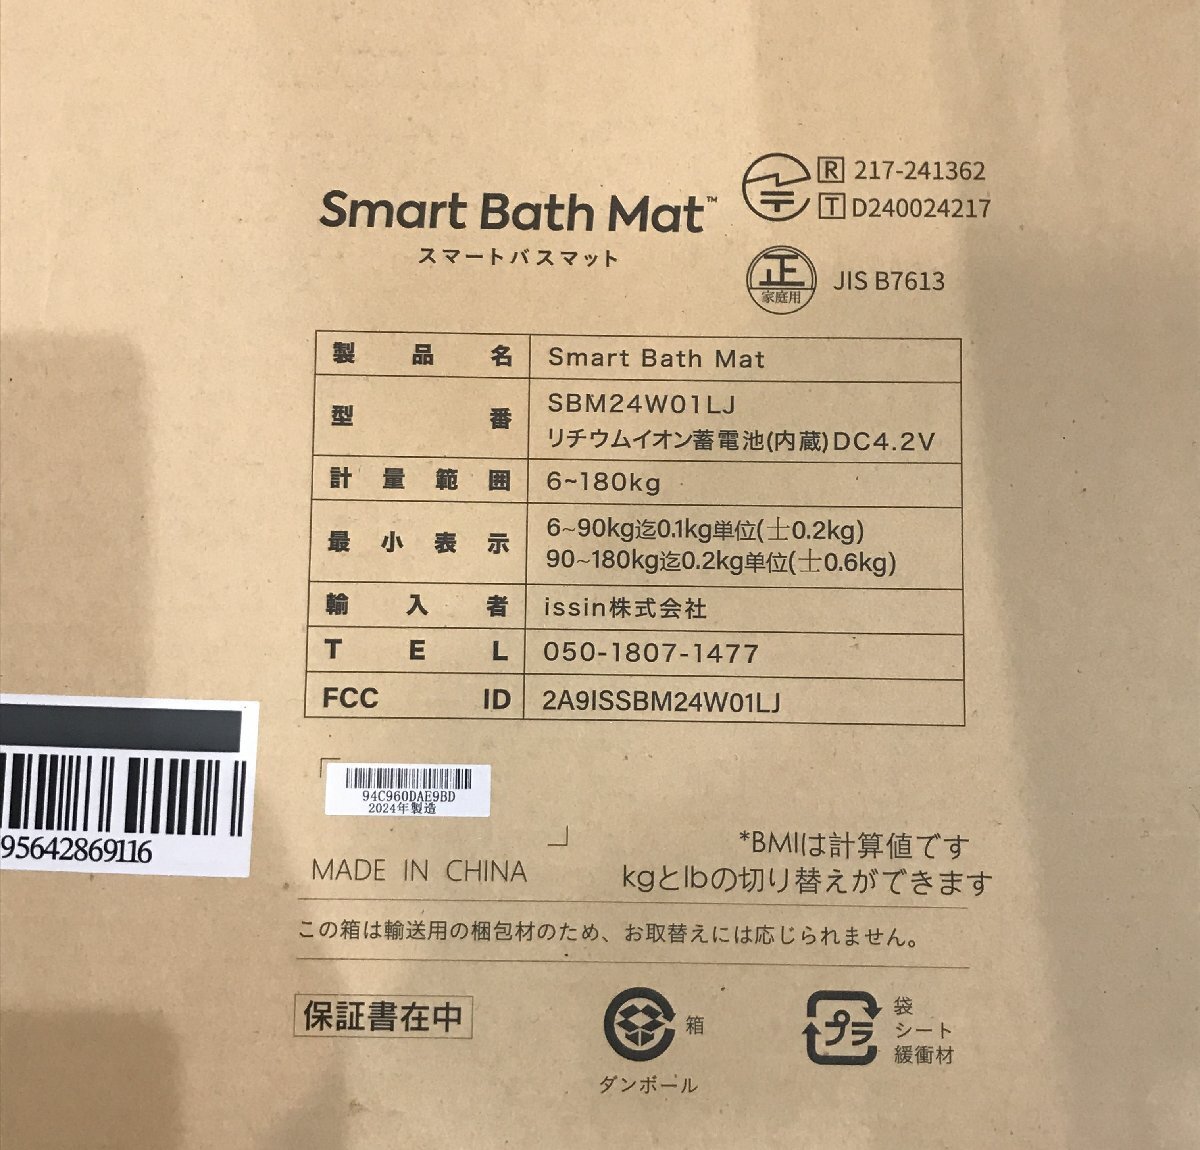 Smart Bath Mat™
スマートバスマット
R 217-241362
T D240024217
正
家庭用
JIS B7613
製品名 Smart Bath Mat
型番 SBM24W01LJ
リチウムイオン蓄電池(内蔵)DC4.2V
計量範囲 6~180kg
最小表示 6~90kg迄0.1kg単位(±0.2kg)
90~180kg迄0.2kg単位(±0.6kg)
輸入者 issin株式会社
TEL 050-1807-1477
FCC ID 2A9ISSBM24W01LJ
94C960DAE9BD
2024年製造
95642869116
MADE IN CHINA
*BMIは計算値です
kgとlbの切り替えができます
この箱は輸送用の梱包材のため、お取替えには応じられません。
保証書在中
箱
ダンボール
プラ
袋
シート
緩衝材